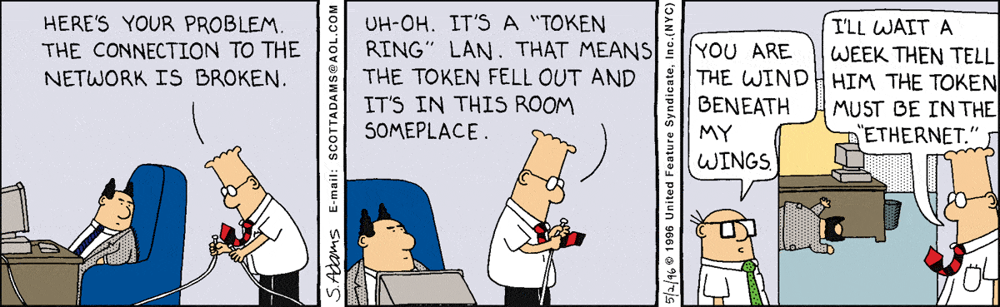 HERE'S YOUR PROBLEM.
THE CONNECTION TO THE
NETWORK IS BROKEN.
S. Adams E-mail: SCOTTADAMS@AOL.COM
UH-OH. IT'S A "TOKEN
RING" LAN. THAT MEANS
THE TOKEN FELL OUT AND
IT'S IN THIS ROOM
SOMEPLACE.
5/2/96 © 1996 United Feature Syndicate, Inc.(NYC)
YOU ARE
THE WIND
BENEATH
MY
WINGS.
I'LL WAIT A
WEEK THEN TELL
HIM THE TOKEN
MUST BE IN THE
"ETHERNET."